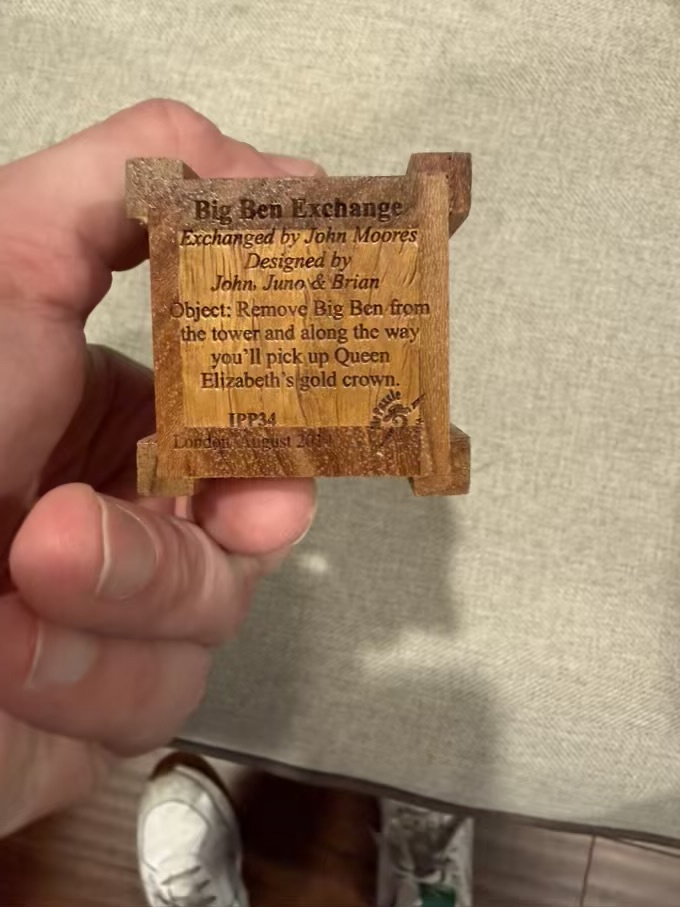 Big Ben Exchange
Exchanged by John Moores
Designed by
John, Juno & Brian
Object: Remove Big Ben from
the tower and along the way
you'll pick up Queen
Elizabeth's gold crown.
IPP34
London, August
Puzzle